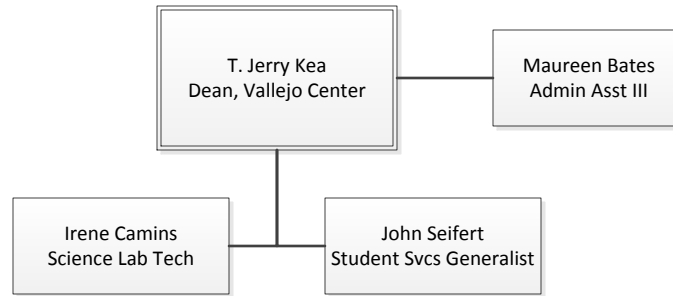 T. Jerry Kea
Dean, Vallejo Center
Maureen Bates
Admin Asst III
Irene Camins
Science Lab Tech
John Seifert
Student Svcs Generalist